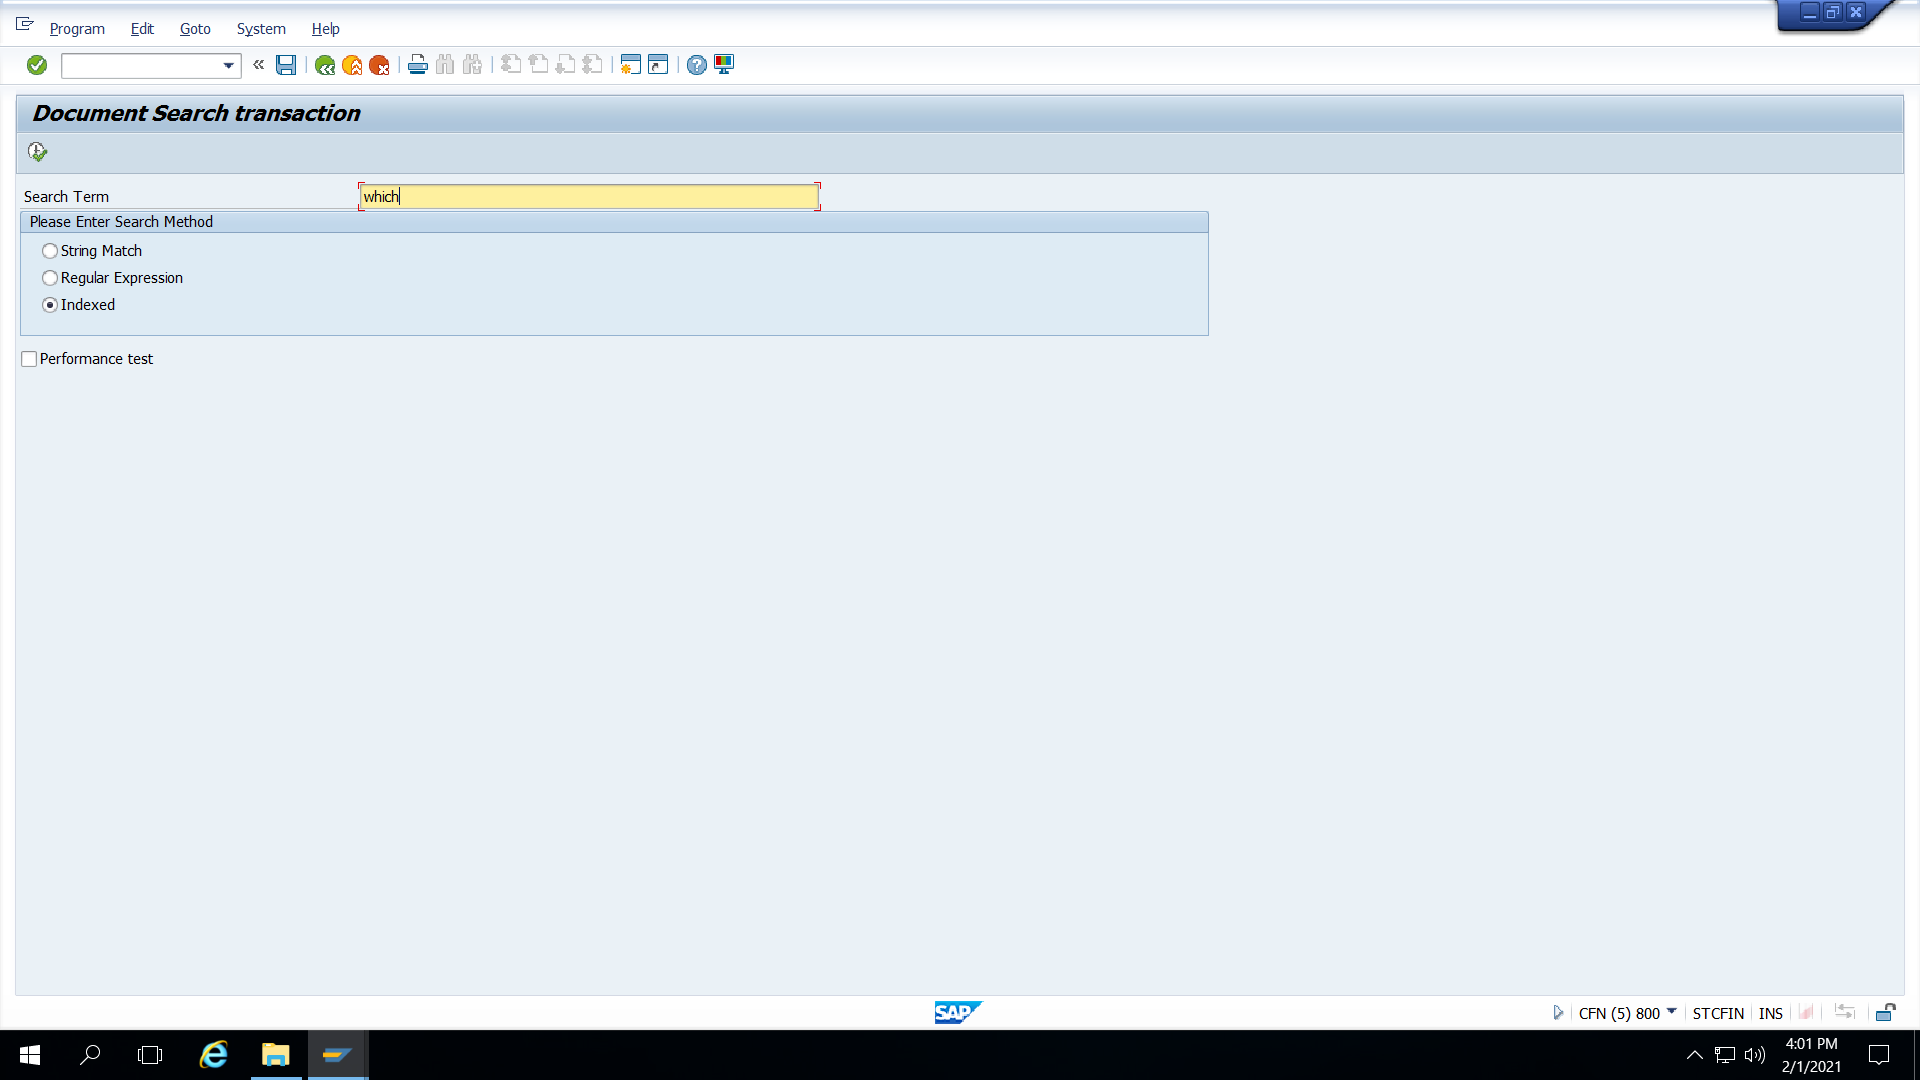 Program Edit Goto System Help
Document Search transaction
Search Term which
Please Enter Search Method
String Match
Regular Expression
Indexed
Performance test
SAP CFN (5) 800 STCFIN INS
4:01 PM
2/1/2021